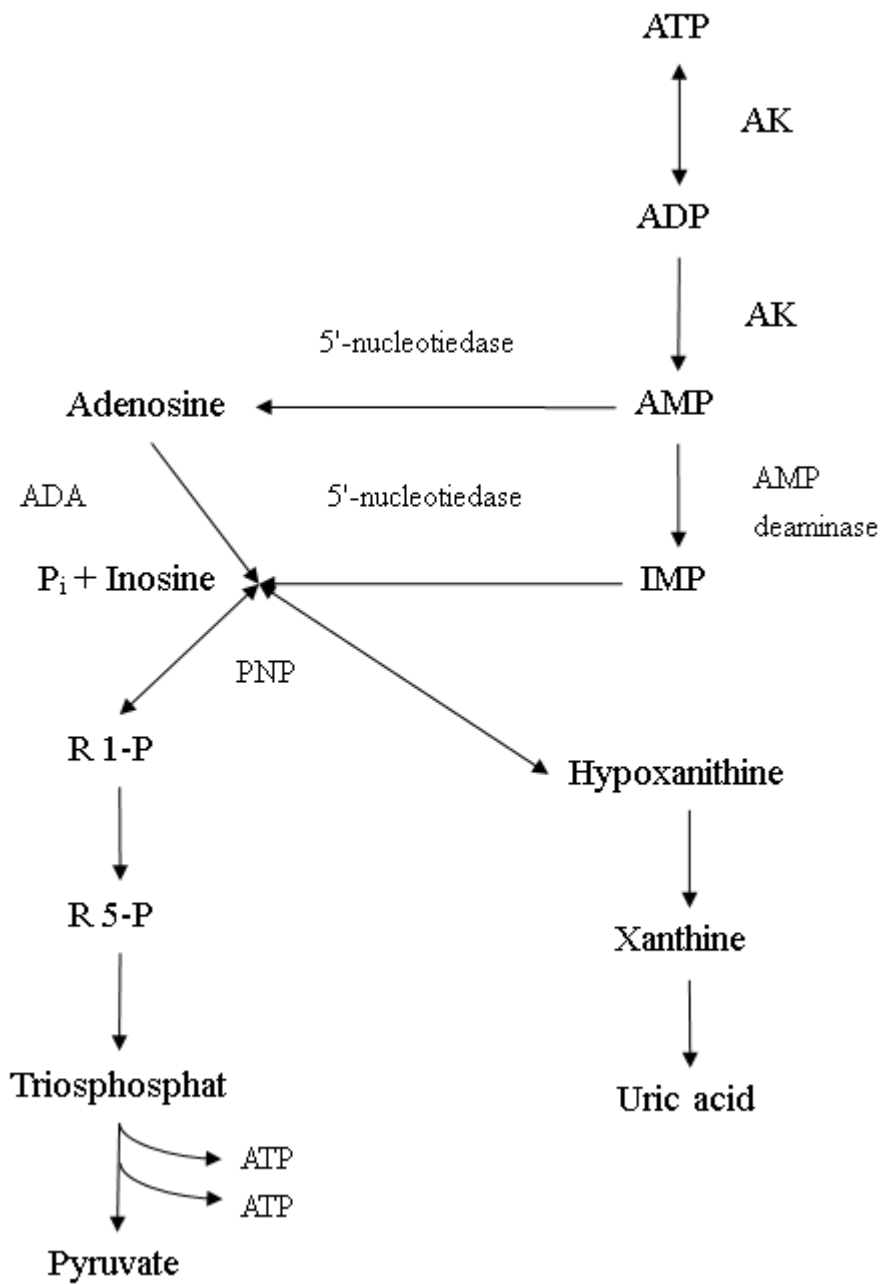 ATP
AK
ADP
AK
5'-nucleotiedase
Adenosine
AMP
ADA
5'-nucleotiedase
AMP
deaminase
Pi + Inosine
IMP
PNP
R 1-P
Hypoxanithine
R 5-P
Xanthine
Triosphosphat
Uric acid
ATP
ATP
Pyruvate